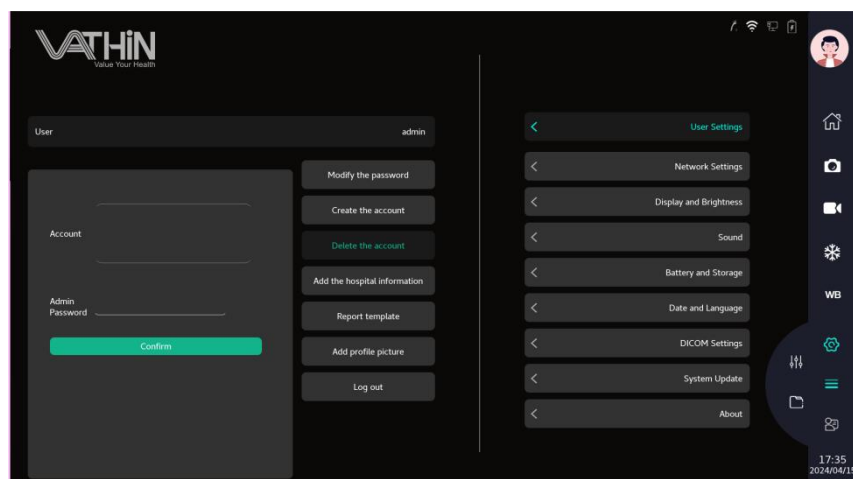 VATHiN
Value Your Health
User
admin
Account
Admin
Password
Confirm
Modify the password
Create the account
Delete the account
Add the hospital information
Report template
Add profile picture
Log out
User Settings
Network Settings
Display and Brightness
Sound
Battery and Storage
Date and Language
DICOM Settings
System Update
About
WB
17:35
2024/04/15